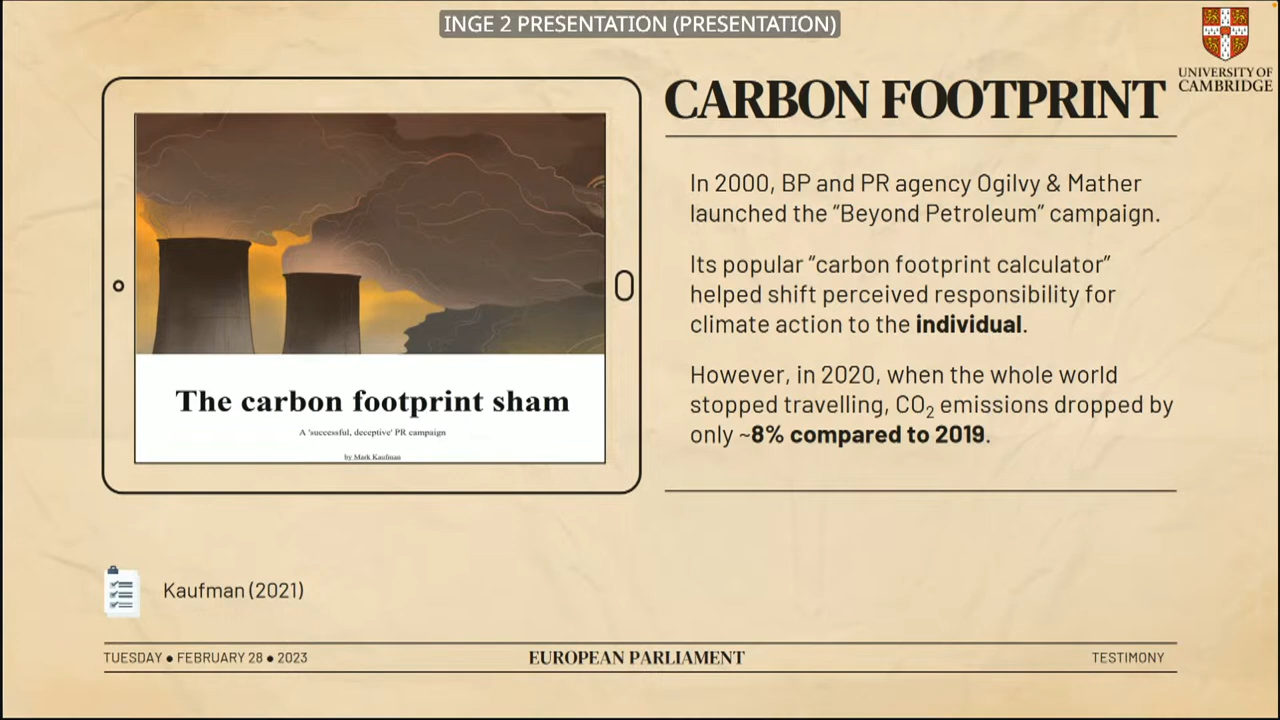 INGE 2 PRESENTATION (PRESENTATION)
UNIVERSITY OF
CAMBRIDGE
CARBON FOOTPRINT
In 2000, BP and PR agency Ogilvy & Mather
launched the “Beyond Petroleum” campaign.
Its popular “carbon footprint calculator”
helped shift perceived responsibility for
climate action to the individual.
However, in 2020, when the whole world
stopped travelling, CO₂ emissions dropped by
only ~8% compared to 2019.
The carbon footprint sham
A 'successful, deceptive' PR campaign
by Mark Kaufman
Kaufman (2021)
TUESDAY ● FEBRUARY 28 ● 2023
EUROPEAN PARLIAMENT
TESTIMONY